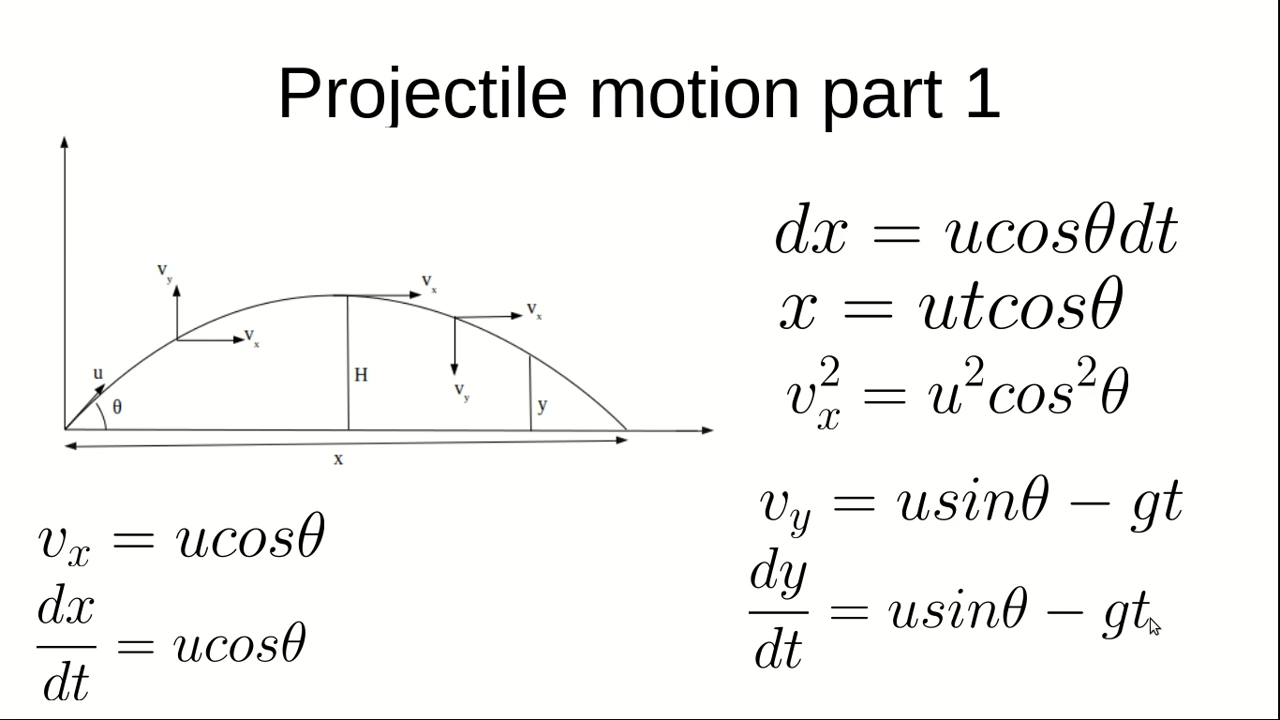 Projectile motion part 1
v_y
v_x
u
θ
H
v_x
v_x
v_y
y
x
v_x = ucosθ
dx/dt = ucosθ
dx = ucosθdt
x = utcosθ
v_x^2 = u^2cos^2θ
v_y = usinθ − gt
dy/dt = usinθ − gt